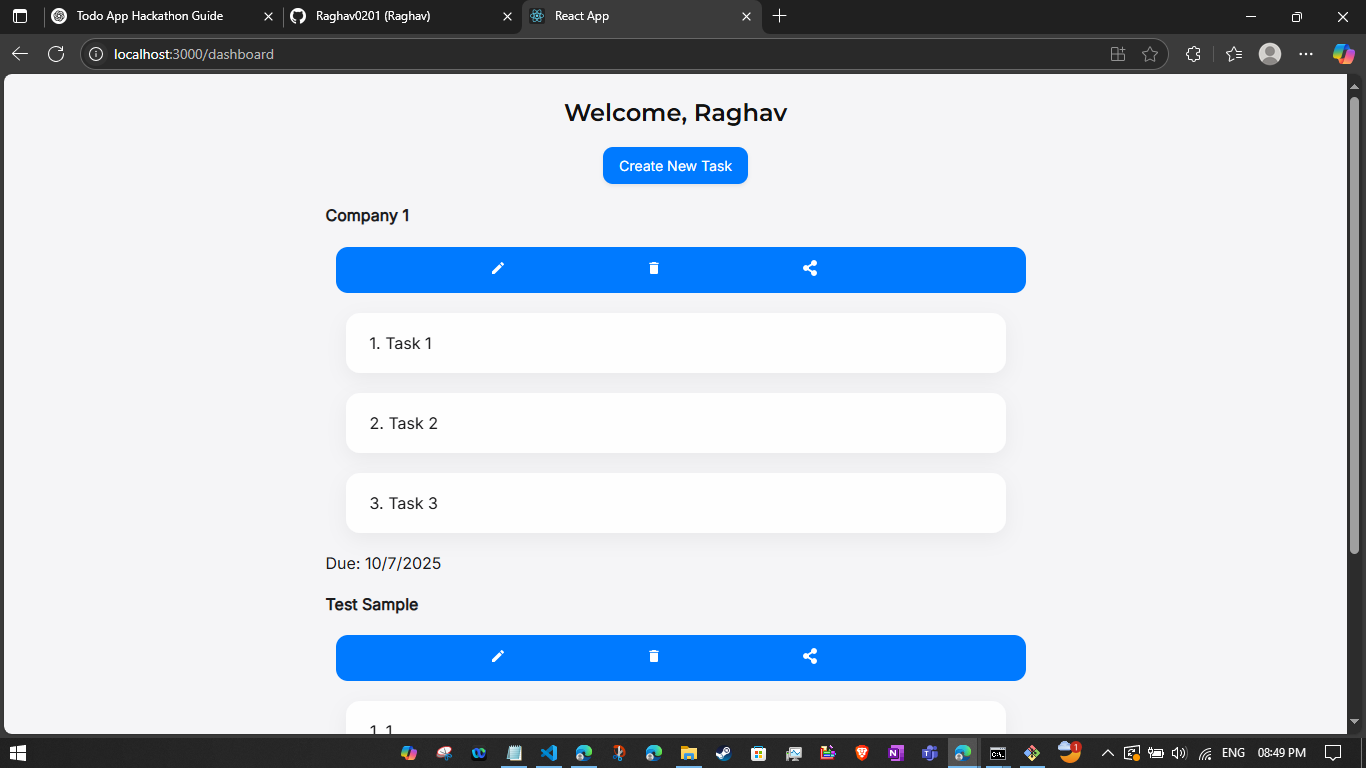 Todo App Hackathon Guide
Raghav0201 (Raghav)
React App
localhost:3000/dashboard
Welcome, Raghav
Create New Task
Company 1
1. Task 1
2. Task 2
3. Task 3
Due: 10/7/2025
Test Sample
1. 1
1
ENG
08:49 PM